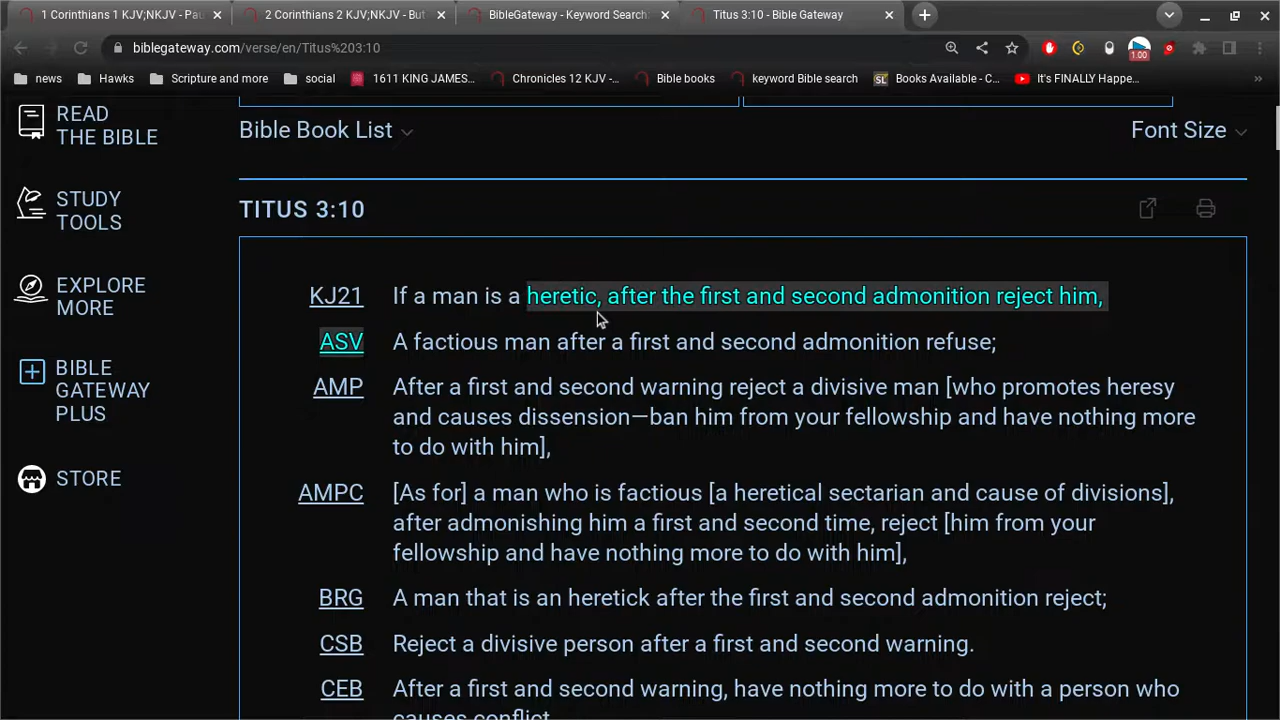 1 Corinthians 1 KJV;NKJV - Pau
2 Corinthians 2 KJV;NKJV - But
BibleGateway - Keyword Search:
Titus 3:10 - Bible Gateway
biblegateway.com/verse/en/Titus%203:10
1.00
news
Hawks
Scripture and more
social
1611 KING JAMES...
Chronicles 12 KJV -...
Bible books
keyword Bible search
SL
Books Available - C...
It's FINALLY Happe...
»
READ
THE BIBLE
STUDY
TOOLS
EXPLORE
MORE
BIBLE
GATEWAY
PLUS
STORE
Bible Book List
Font Size
TITUS 3:10
KJ21 If a man is a heretic, after the first and second admonition reject him,
ASV A factious man after a first and second admonition refuse;
AMP After a first and second warning reject a divisive man [who promotes heresy
and causes dissension—ban him from your fellowship and have nothing more
to do with him],
AMPC [As for] a man who is factious [a heretical sectarian and cause of divisions],
after admonishing him a first and second time, reject [him from your
fellowship and have nothing more to do with him],
BRG A man that is an heretick after the first and second admonition reject;
CSB Reject a divisive person after a first and second warning.
CEB After a first and second warning, have nothing more to do with a person who
causes conflict